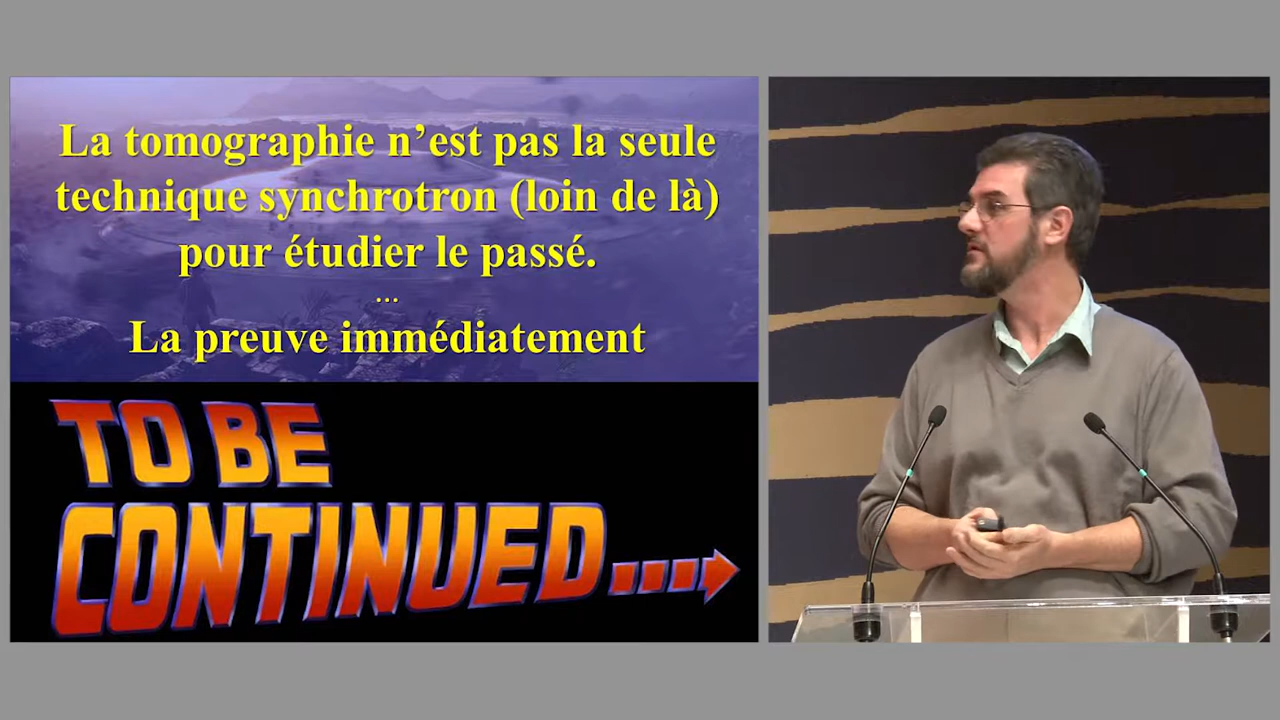 La tomographie n’est pas la seule
technique synchrotron (loin de là)
pour étudier le passé.
...
La preuve immédiatement
TO BE
CONTINUED....